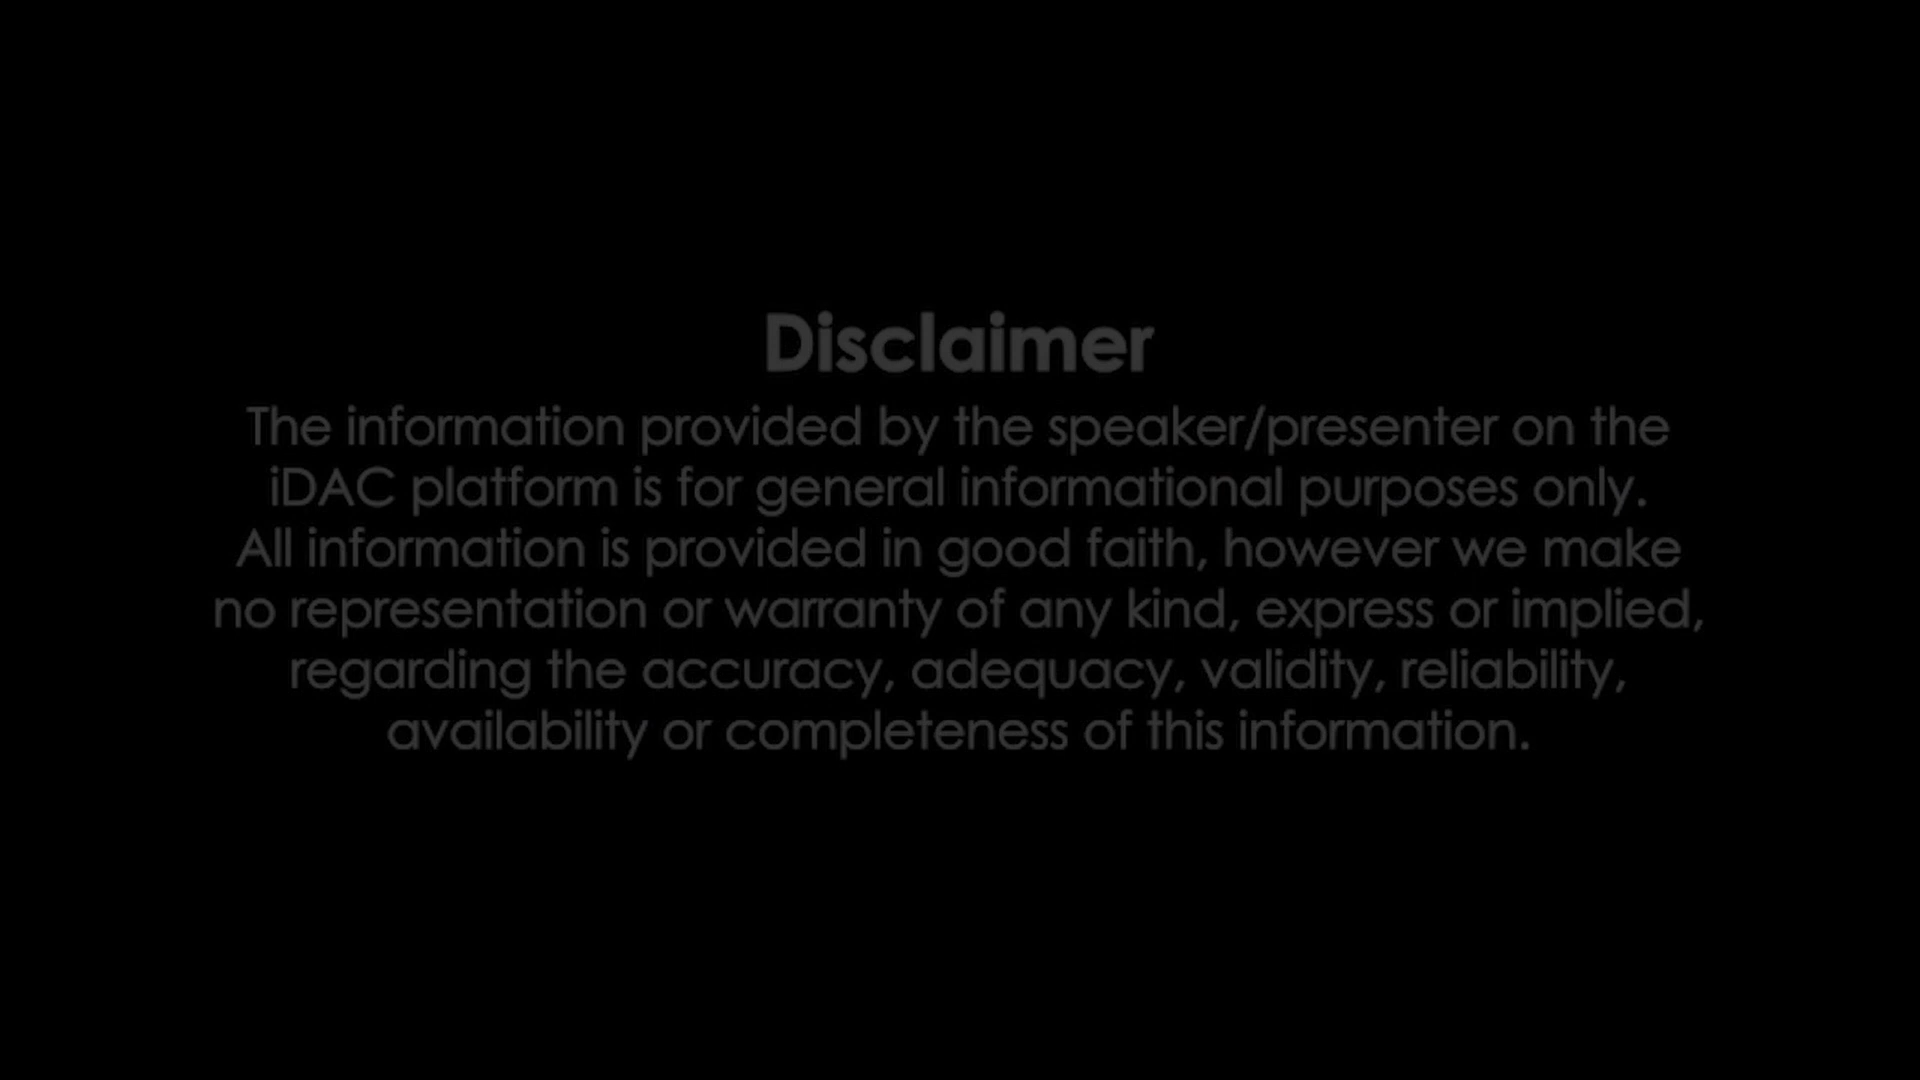 Disclaimer
The information provided by the speaker/presenter on the
iDAC platform is for general informational purposes only.
All information is provided in good faith, however we make
no representation or warranty of any kind, express or implied,
regarding the accuracy, adequacy, validity, reliability,
availability or completeness of this information.